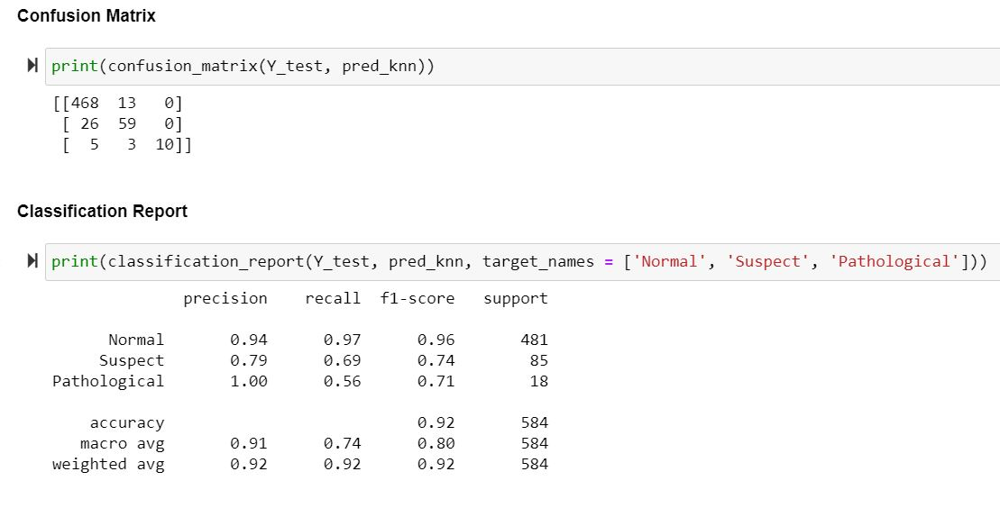 Confusion Matrix
print(confusion_matrix(Y_test, pred_knn))
[[468  13   0]
 [ 26  59   0]
 [  5   3  10]]
Classification Report
print(classification_report(Y_test, pred_knn, target_names = ['Normal', 'Suspect', 'Pathological']))
              precision    recall  f1-score   support
      Normal       0.94      0.97      0.96       481
     Suspect       0.79      0.69      0.74        85
Pathological       1.00      0.56      0.71        18
    accuracy                           0.92       584
   macro avg       0.91      0.74      0.80       584
weighted avg       0.92      0.92      0.92       584